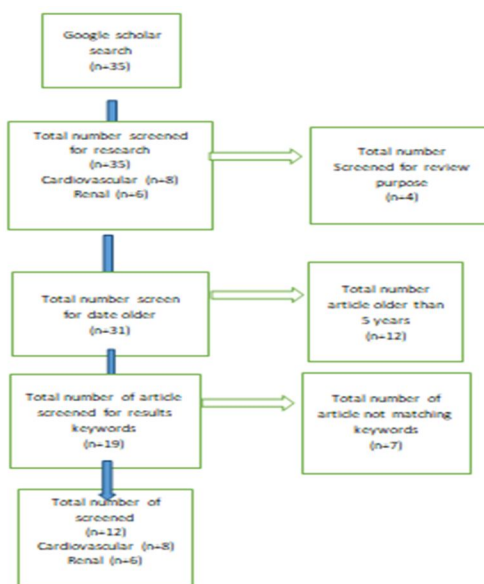 Google scholar
search
(n=35)
Total number screened
for research
(n=35)
Cardiovascular (n=8)
Renal (n=6)
Total number
Screened for review
purpose
(n=4)
Total number screen
for date older
(n=31)
Total number
article older than
5 years
(n=12)
Total number of article
screened for results
keywords
(n=19)
Total number of
article not matching
keywords
(n=7)
Total number of
screened
(n=12)
Cardiovascular (n=8)
Renal (n=6)